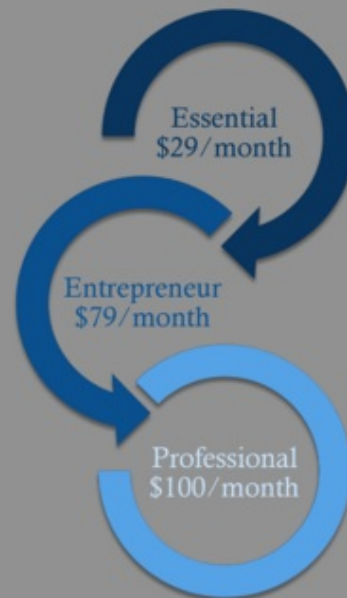 Essential
$29/month
Entrepreneur
$79/month
Professional
$100/month